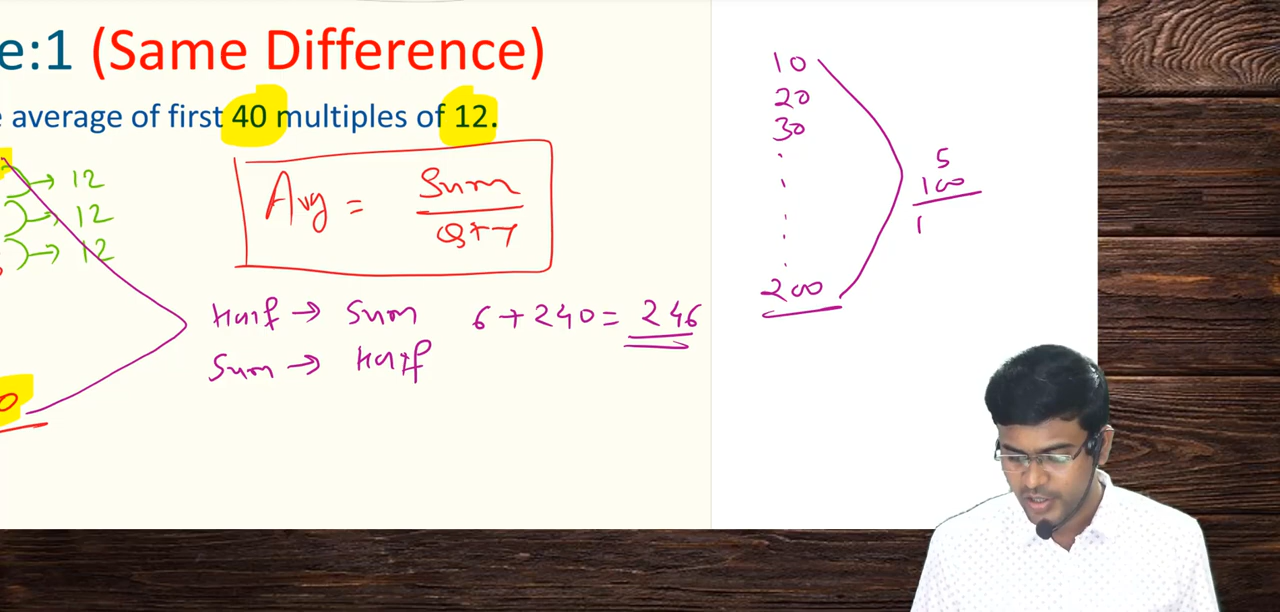 e:1 (Same Difference)
e average of first 40 multiples of 12.
12
12
12
Avg = Sum
Qty
Half → Sum 6+240= 246
Sum → Half
0
10
20
30
200
5
100
1